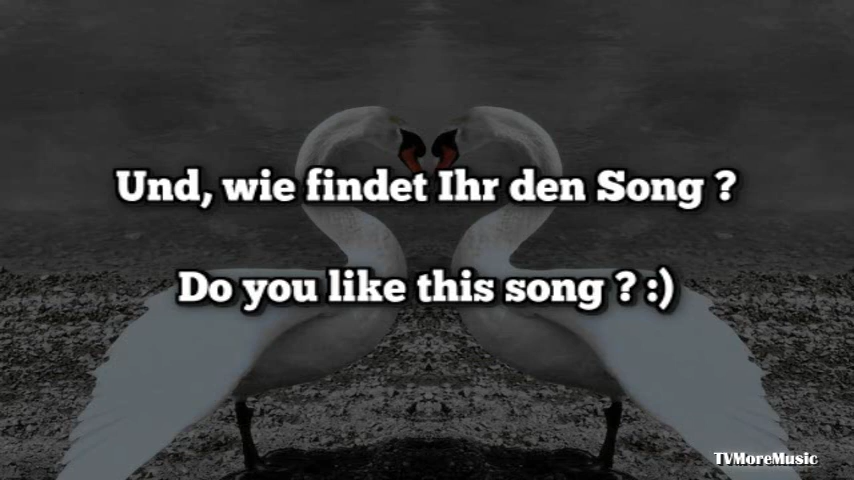 Und, wie findet Ihr den Song ?
Do you like this song ? :)
TVMoreMusic